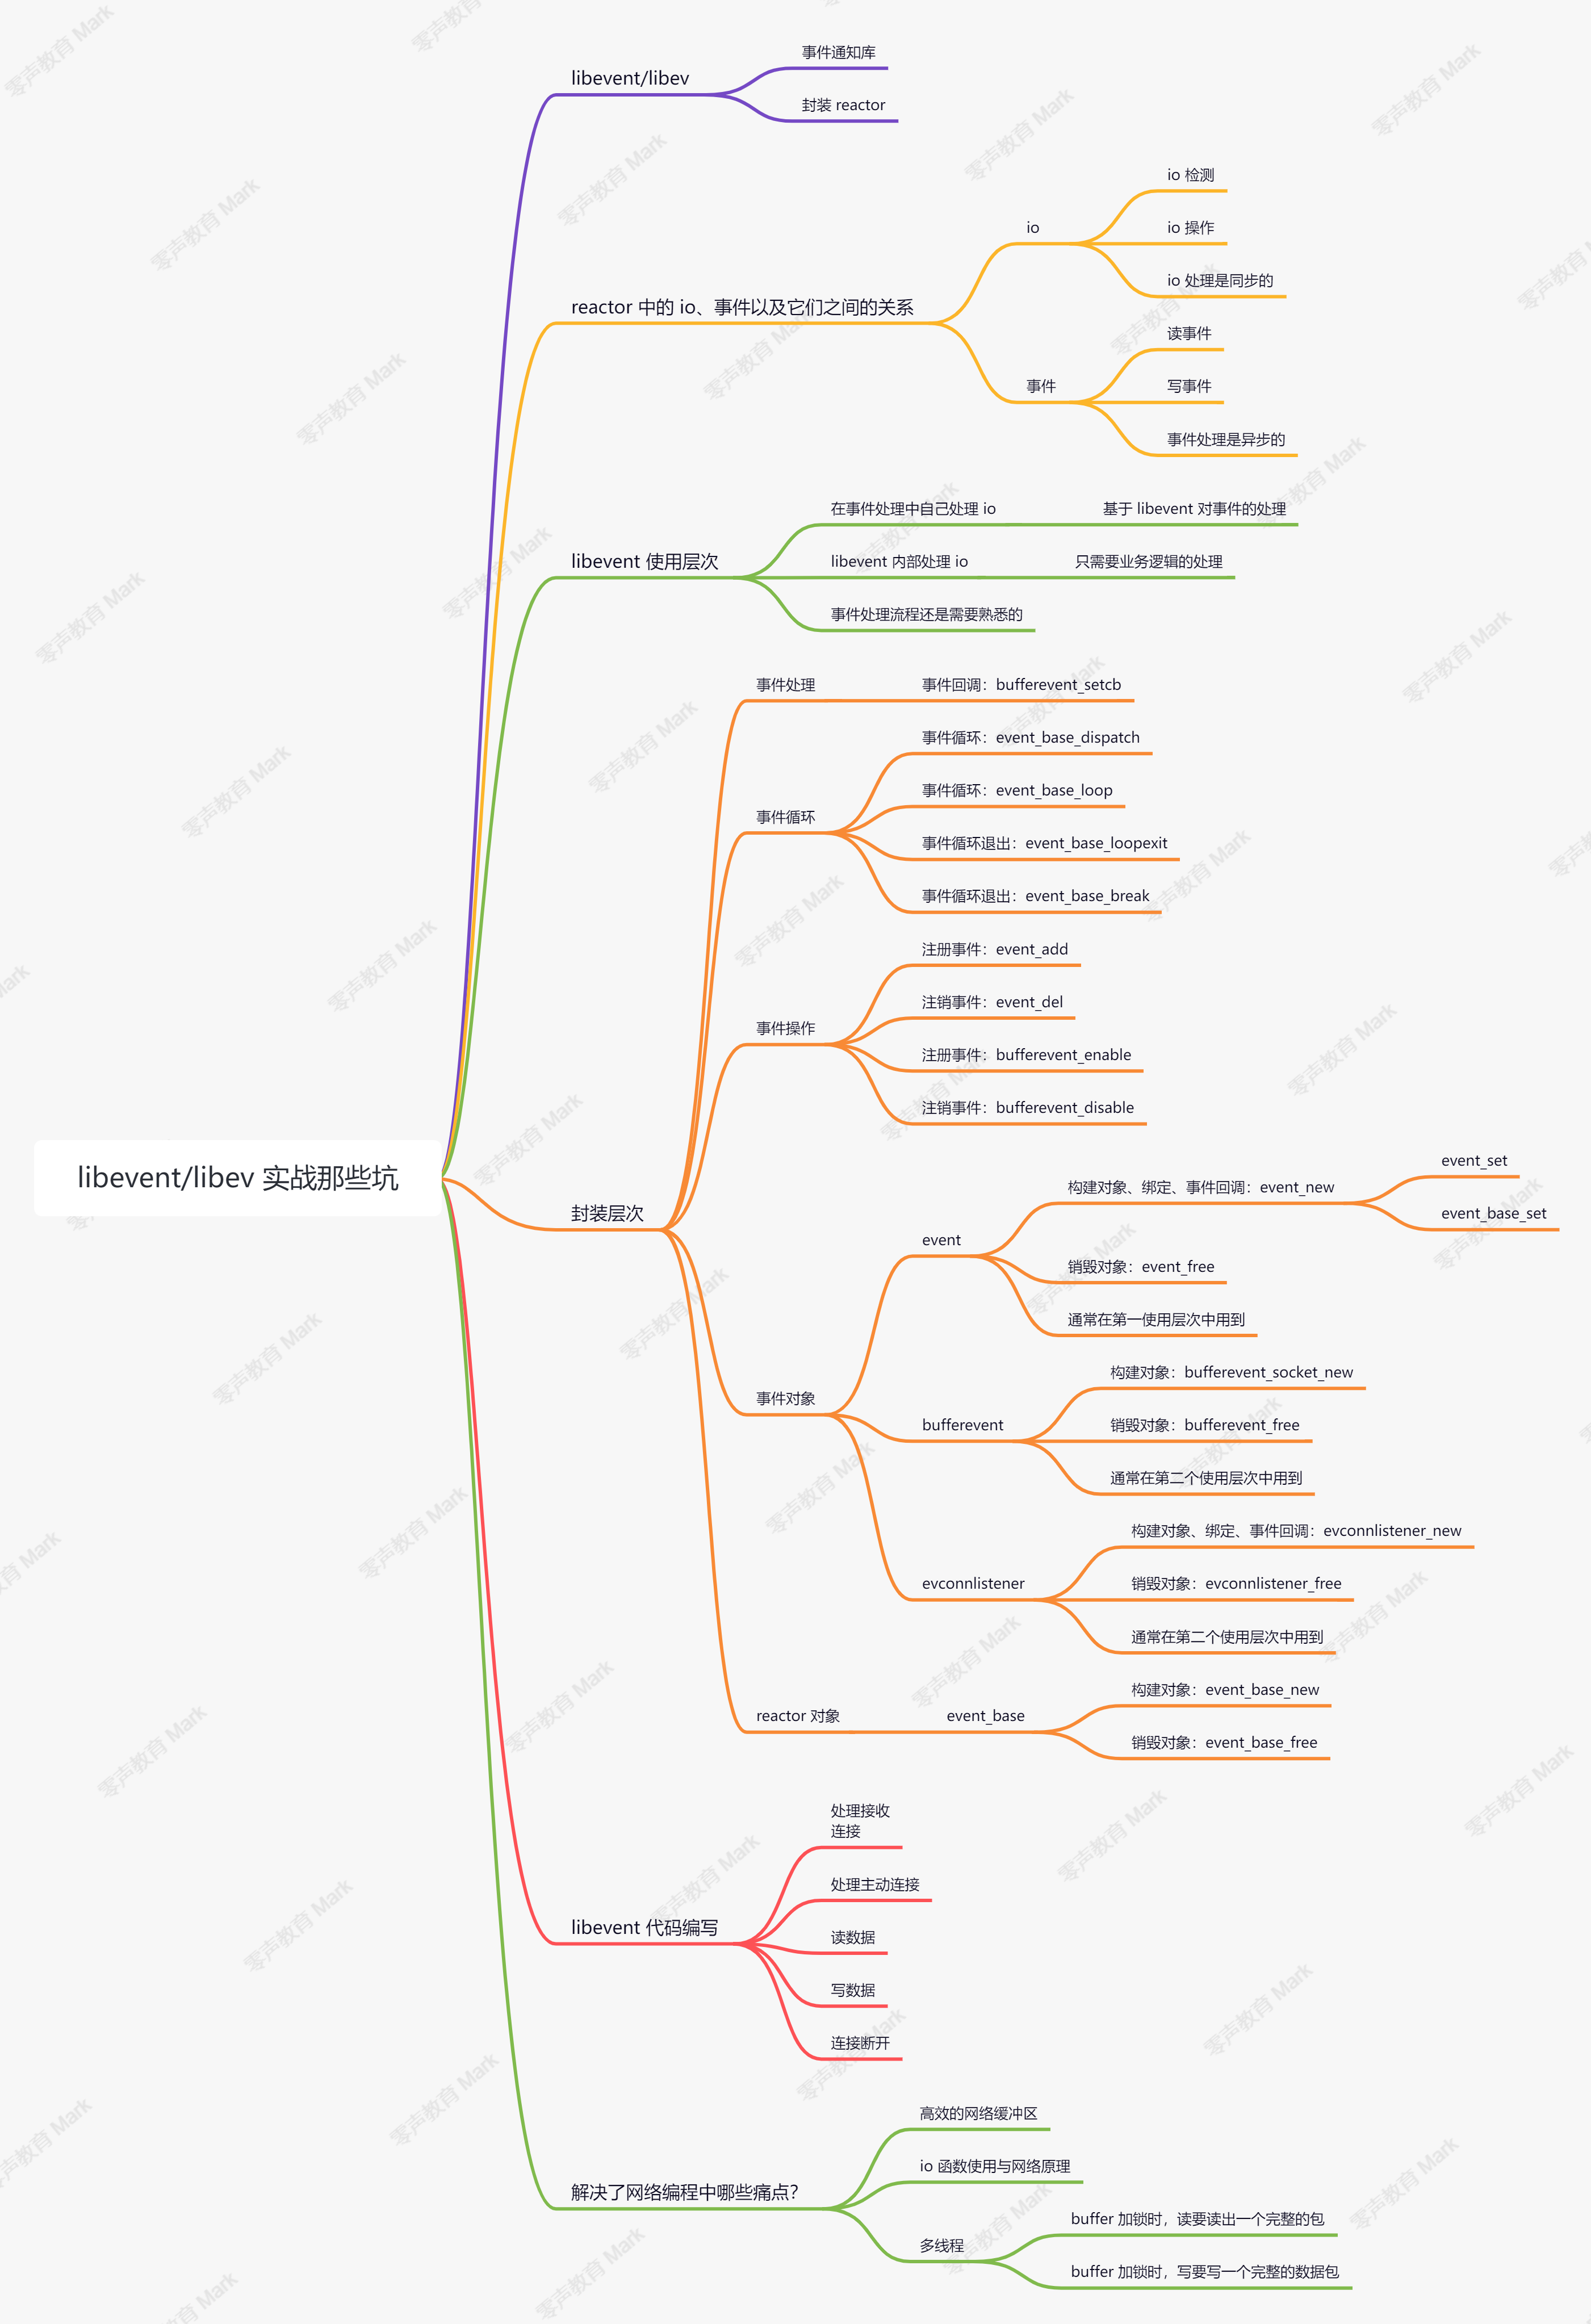 libevent/libev 实战那些坑
libevent/libev
事件通知库
封装 reactor
reactor 中的 io、事件以及它们之间的关系
io
io 检测
io 操作
io 处理是同步的
事件
读事件
写事件
事件处理是异步的
libevent 使用层次
在事件处理中自己处理 io
基于 libevent 对事件的处理
libevent 内部处理 io
只需要业务逻辑的处理
事件处理流程还是需要熟悉的
封装层次
事件处理
事件回调：bufferevent_setcb
事件循环
事件循环：event_base_dispatch
事件循环：event_base_loop
事件循环退出：event_base_loopexit
事件循环退出：event_base_break
事件操作
注册事件：event_add
注销事件：event_del
注册事件：bufferevent_enable
注销事件：bufferevent_disable
事件对象
event
构建对象、绑定、事件回调：event_new
event_set
event_base_set
销毁对象：event_free
通常在第一使用层次中用到
bufferevent
构建对象：bufferevent_socket_new
销毁对象：bufferevent_free
通常在第二个使用层次中用到
evconnlistener
构建对象、绑定、事件回调：evconnlistener_new
销毁对象：evconnlistener_free
通常在第二个使用层次中用到
reactor 对象
event_base
构建对象：event_base_new
销毁对象：event_base_free
libevent 代码编写
处理接收
连接
处理主动连接
读数据
写数据
连接断开
解决了网络编程中哪些痛点？
高效的网络缓冲区
io 函数使用与网络原理
多线程
buffer 加锁时，读要读出一个完整的包
buffer 加锁时，写要写一个完整的数据包
零声教育 Mark